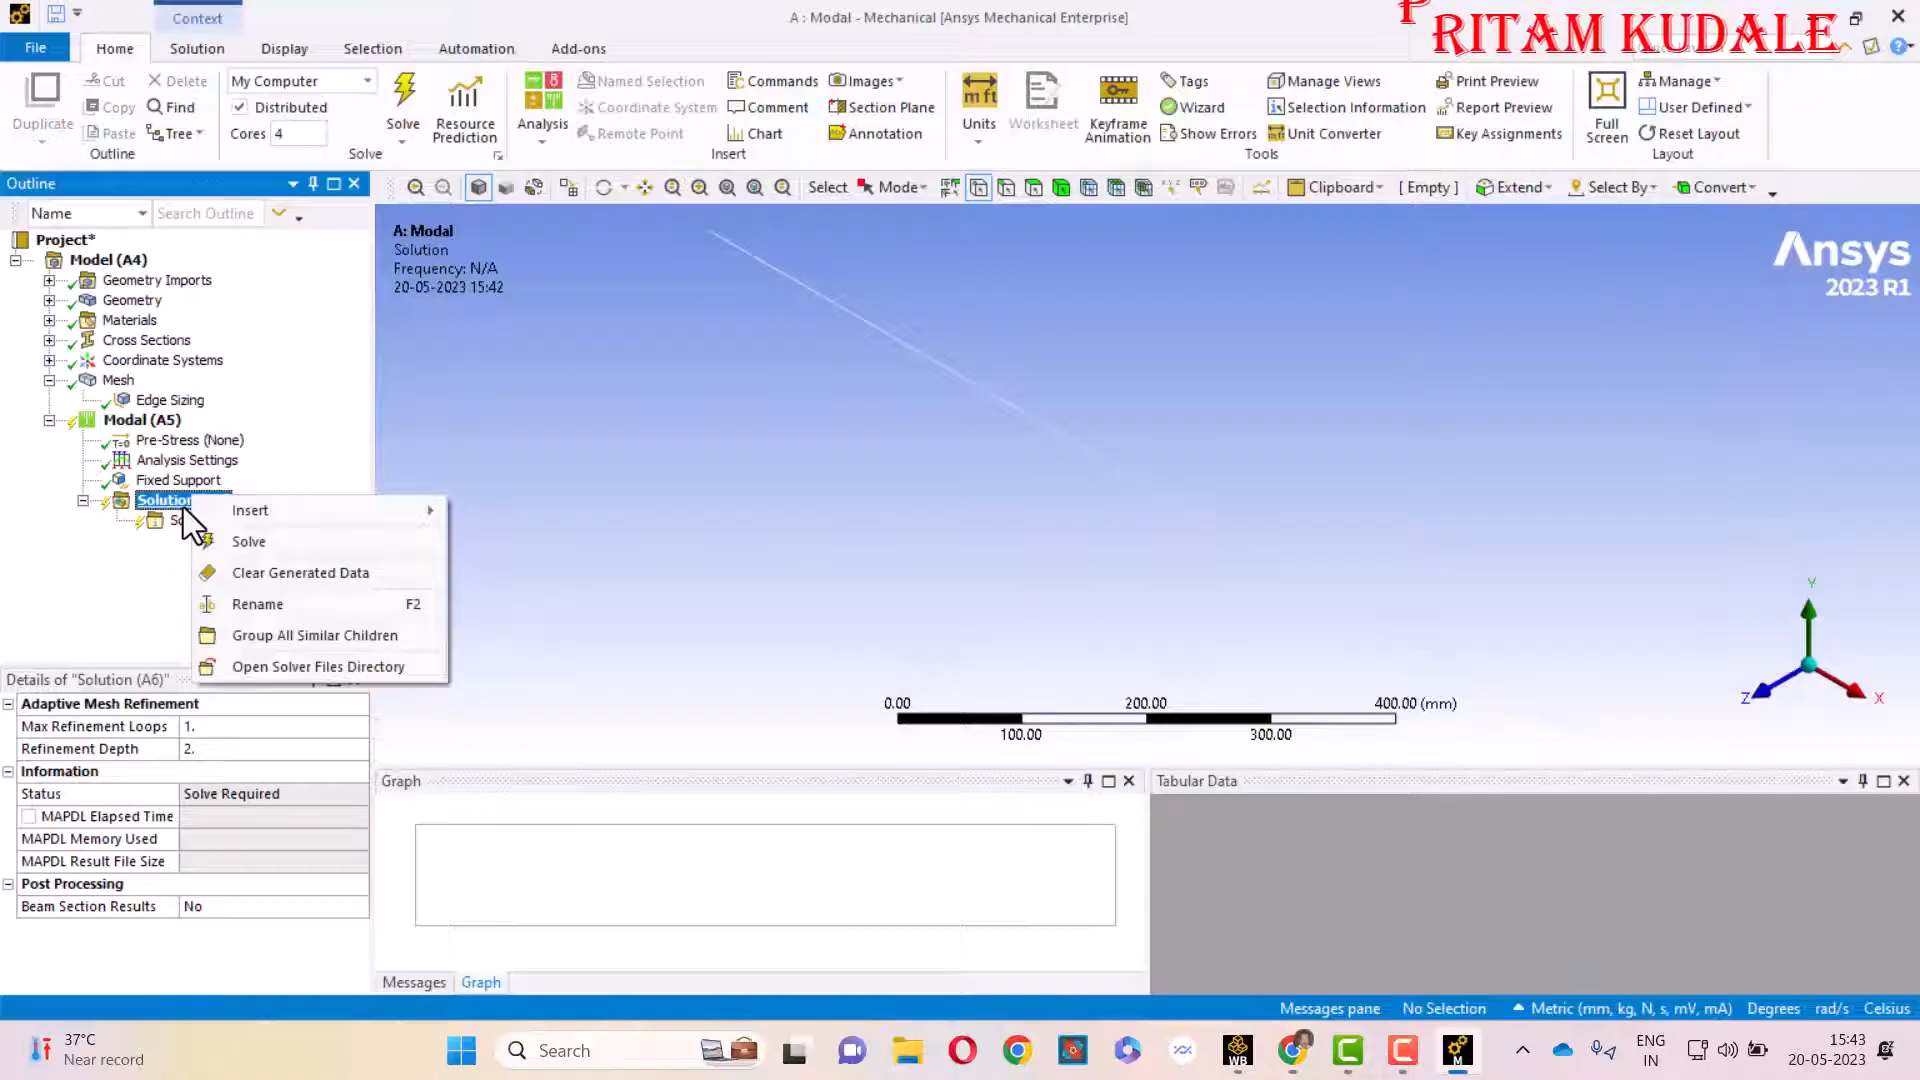 Context
A : Modal - Mechanical [Ansys Mechanical Enterprise]
PRITAM KUDALE
File
Home
Solution
Display
Selection
Automation
Add-ons
Duplicate
Cut
Copy
Paste
Delete
Find
Tree
Outline
My Computer
Distributed
Cores 4
Solve
Resource Prediction
Solve
Analysis
Named Selection
Coordinate System
Remote Point
Commands
Comment
Chart
Images
Section Plane
Annotation
Insert
Units
Worksheet
Keyframe Animation
Tags
Wizard
Show Errors
Manage Views
Selection Information
Unit Converter
Print Preview
Report Preview
Key Assignments
Tools
Full Screen
Manage
User Defined
Reset Layout
Layout
Outline
Name
Search Outline
Select
Mode
Clipboard
[ Empty ]
Extend
Select By
Convert
Project*
Model (A4)
Geometry Imports
Geometry
Materials
Cross Sections
Coordinate Systems
Mesh
Edge Sizing
Modal (A5)
Pre-Stress (None)
Analysis Settings
Fixed Support
Solution
Insert
Solve
Clear Generated Data
Rename F2
Group All Similar Children
Open Solver Files Directory
A: Modal
Solution
Frequency: N/A
20-05-2023 15:42
Ansys
2023 R1
Y
Z
X
0.00 200.00 400.00 (mm)
100.00 300.00
Details of "Solution (A6)"
Adaptive Mesh Refinement
Max Refinement Loops 1.
Refinement Depth 2.
Information
Status Solve Required
MAPDL Elapsed Time
MAPDL Memory Used
MAPDL Result File Size
Post Processing
Beam Section Results No
Graph
Tabular Data
Messages Graph
Messages pane No Selection Metric (mm, kg, N, s, mV, mA) Degrees rad/s Celsius
37°C
Near record
Search
WB
M
ENG
IN
15:43
20-05-2023